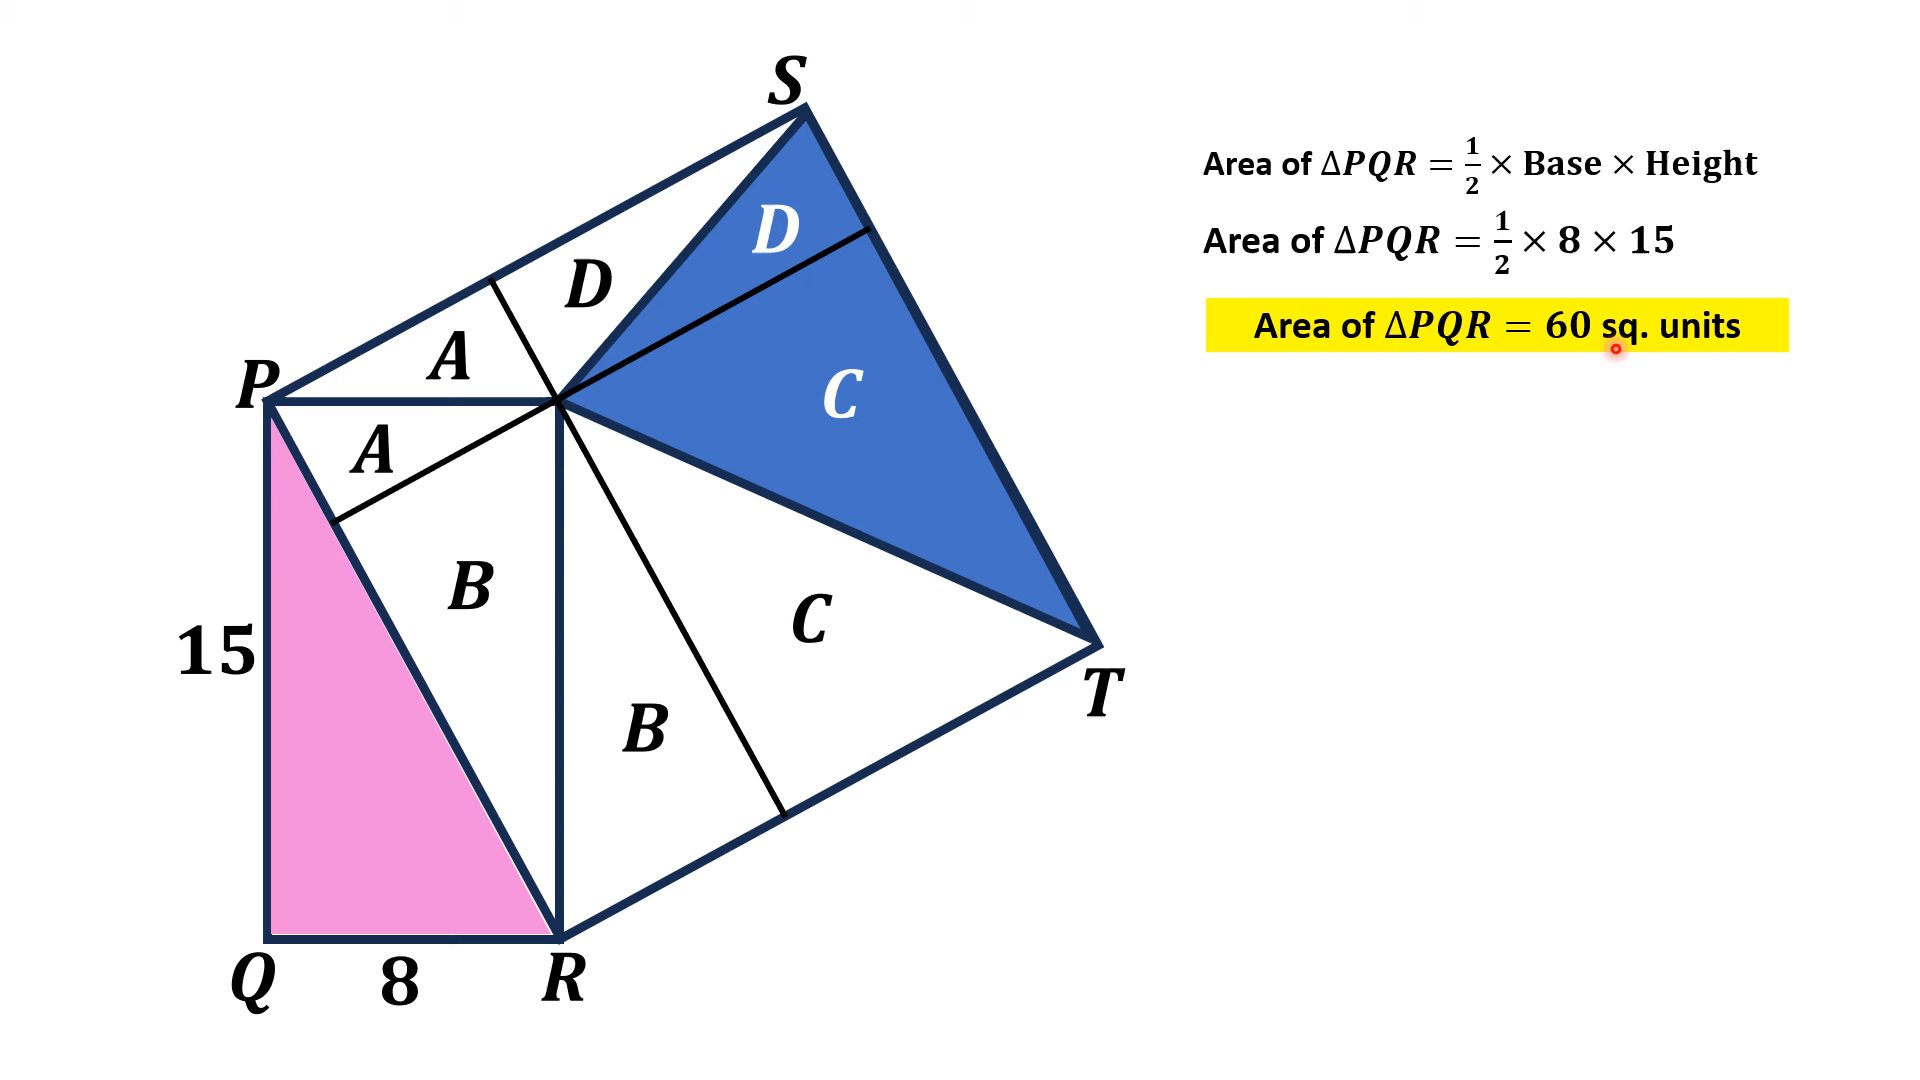 S
Area of ΔPQR = 1/2 × Base × Height
Area of ΔPQR = 1/2 × 8 × 15
Area of ΔPQR = 60 sq. units
D
D
A
P
C
A
B
C
15
T
B
Q
8
R